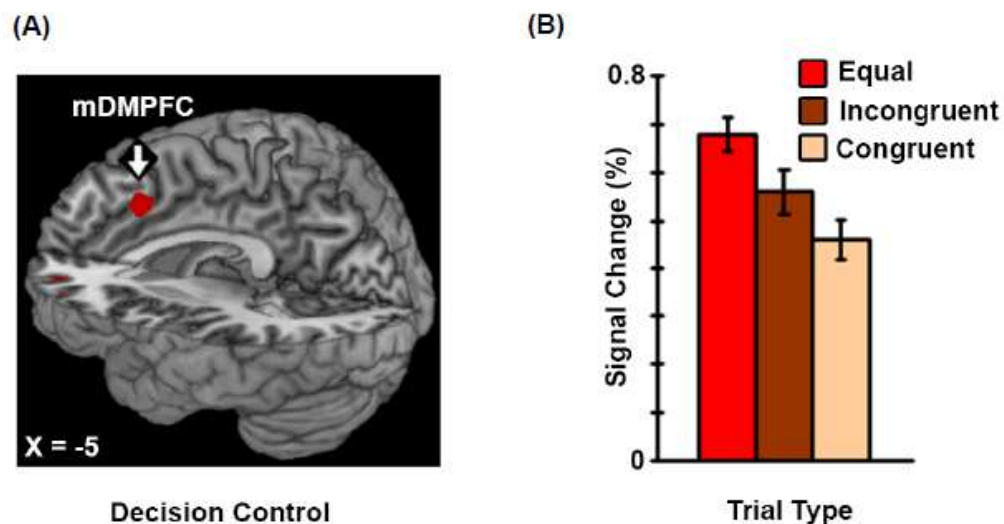 (A)
mDMPFC
X = -5
Decision Control
(B)
0.8
Equal
Incongruent
Congruent
Signal Change (%)
0
Trial Type